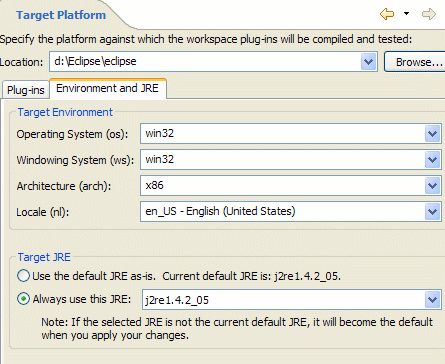 Target Platform
Specify the platform against which the workspace plug-ins will be compiled and tested:
Location: d:\Eclipse\eclipse Browse...
Plug-ins Environment and JRE
Target Environment
Operating System (os): win32
Windowing System (ws): win32
Architecture (arch): x86
Locale (nl): en_US - English (United States)
Target JRE
Use the default JRE as-is. Current default JRE is: j2re1.4.2_05.
Always use this JRE: j2re1.4.2_05
Note: If the selected JRE is not the current default JRE, it will become the default
when you apply your changes.